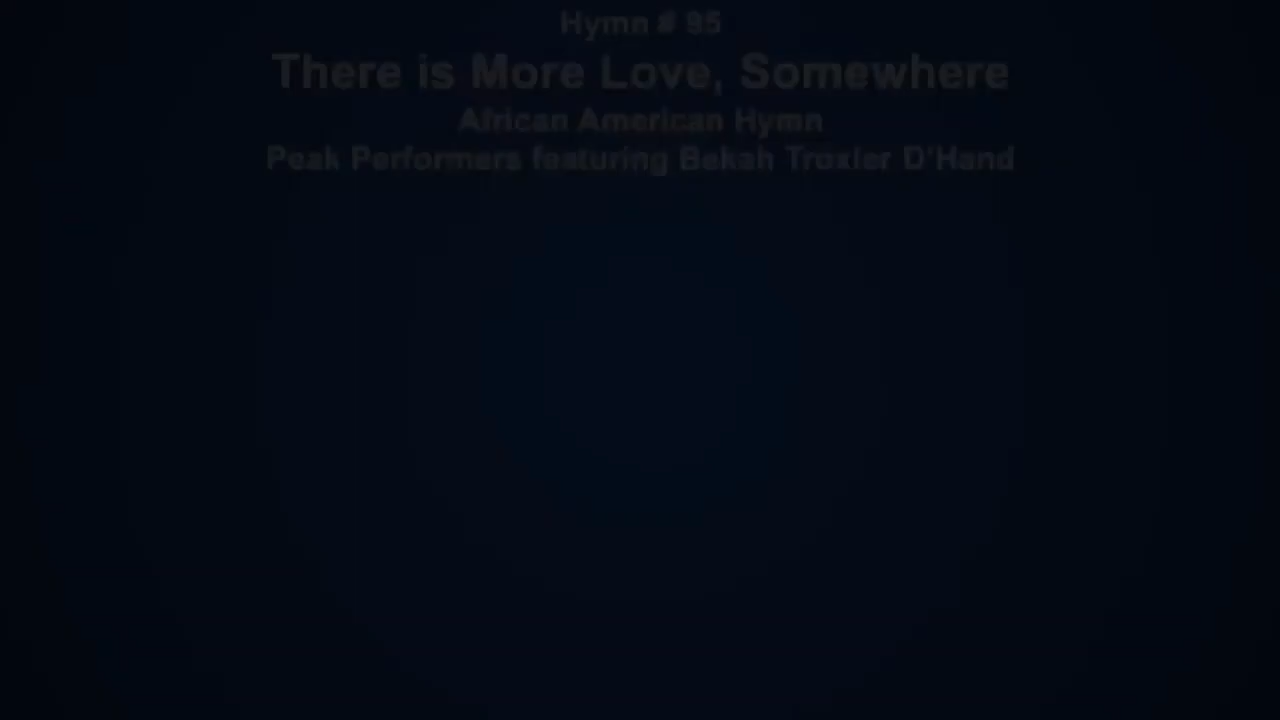 Hymn # 95
There is More Love, Somewhere
African American Hymn
Peak Performers featuring Bekah Troxler D'Hand